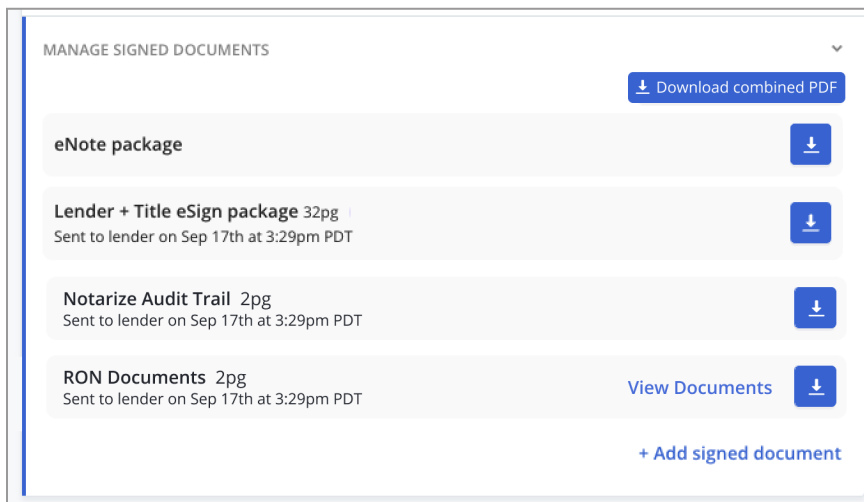 MANAGE SIGNED DOCUMENTS
Download combined PDF
eNote package
Lender + Title eSign package 32pg
Sent to lender on Sep 17th at 3:29pm PDT
Notarize Audit Trail 2pg
Sent to lender on Sep 17th at 3:29pm PDT
RON Documents 2pg
Sent to lender on Sep 17th at 3:29pm PDT
View Documents
+ Add signed document